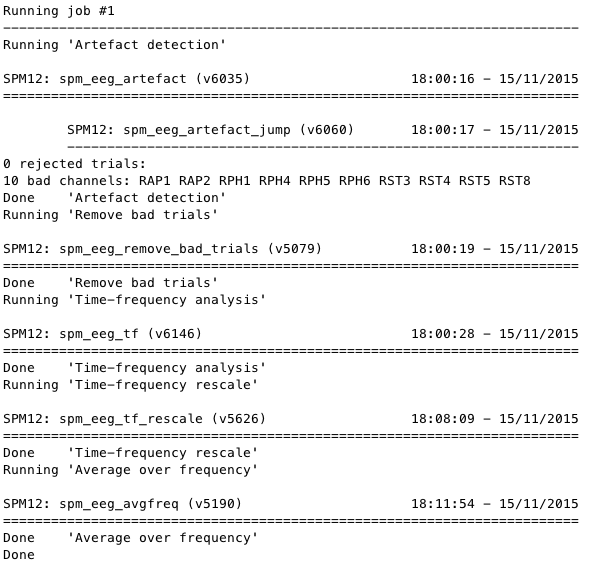 Running job #1
------------------------------------------------------------------------
Running 'Artefact detection'
SPM12: spm_eeg_artefact (v6035)                    18:00:16 - 15/11/2015
========================================================================
SPM12: spm_eeg_artefact_jump (v6060)       18:00:17 - 15/11/2015
----------------------------------------------------------------
0 rejected trials:
10 bad channels: RAP1 RAP2 RPH1 RPH4 RPH5 RPH6 RST3 RST4 RST5 RST8
Done    'Artefact detection'
Running 'Remove bad trials'
SPM12: spm_eeg_remove_bad_trials (v5079)           18:00:19 - 15/11/2015
========================================================================
Done    'Remove bad trials'
Running 'Time-frequency analysis'
SPM12: spm_eeg_tf (v6146)                          18:00:28 - 15/11/2015
========================================================================
Done    'Time-frequency analysis'
Running 'Time-frequency rescale'
SPM12: spm_eeg_tf_rescale (v5626)                  18:08:09 - 15/11/2015
========================================================================
Done    'Time-frequency rescale'
Running 'Average over frequency'
SPM12: spm_eeg_avgfreq (v5190)                     18:11:54 - 15/11/2015
========================================================================
Done    'Average over frequency'
Done